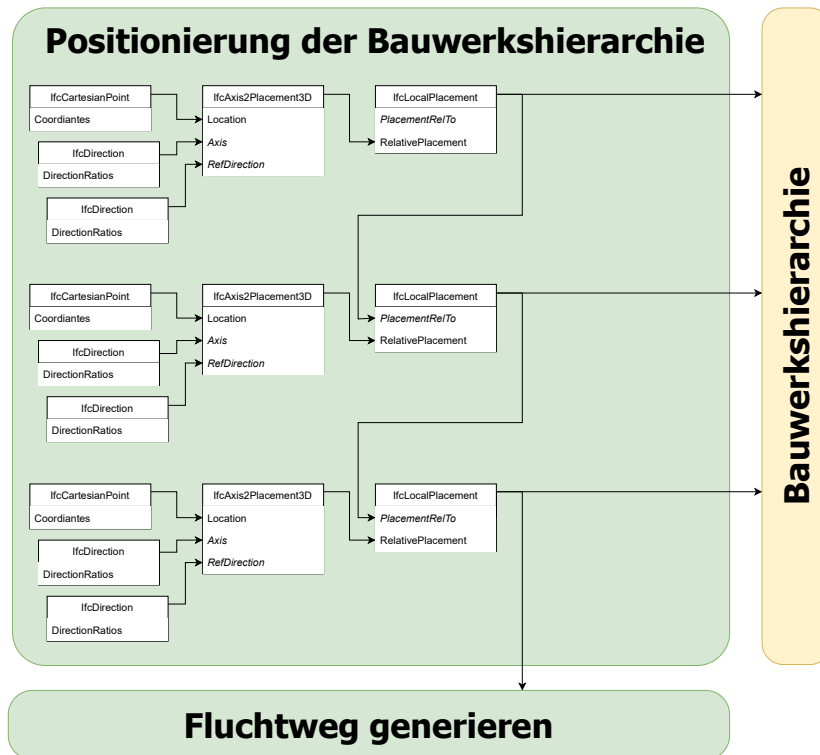 Positionierung der Bauwerkshierarchie
IfcCartesianPoint
Coordiantes
IfcDirection
DirectionRatios
IfcDirection
DirectionRatios
IfcAxis2Placement3D
Location
Axis
RefDirection
IfcLocalPlacement
PlacementRelTo
RelativePlacement
IfcCartesianPoint
Coordiantes
IfcDirection
DirectionRatios
IfcDirection
DirectionRatios
IfcAxis2Placement3D
Location
Axis
RefDirection
IfcLocalPlacement
PlacementRelTo
RelativePlacement
IfcCartesianPoint
Coordiantes
IfcDirection
DirectionRatios
IfcDirection
DirectionRatios
IfcAxis2Placement3D
Location
Axis
RefDirection
IfcLocalPlacement
PlacementRelTo
RelativePlacement
Bauwerkshierarchie
Fluchtweg generieren